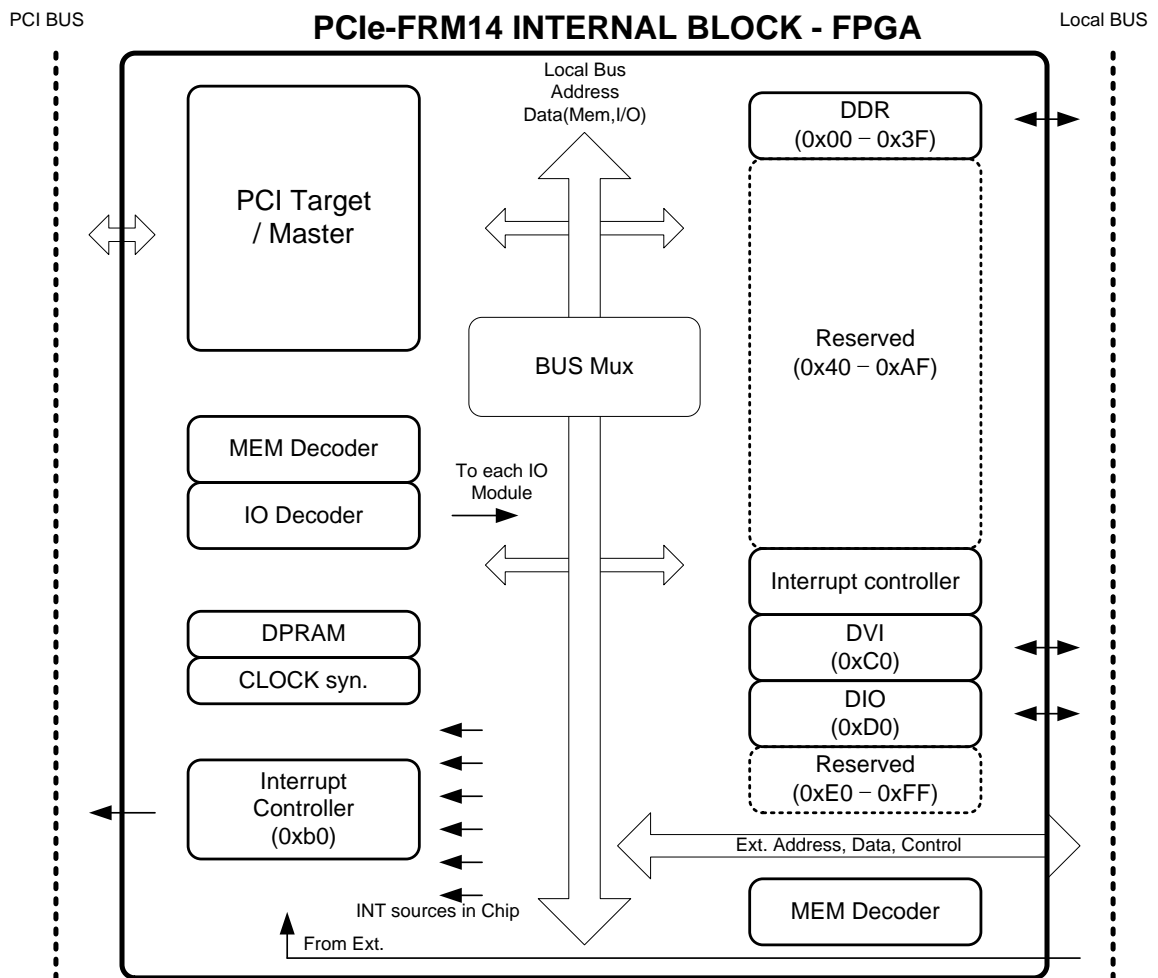 PCI BUS
PCIe-FRM14 INTERNAL BLOCK - FPGA
Local BUS
Local Bus
Address
Data(Mem,I/O)
DDR
(0x00 – 0x3F)
PCI Target
/ Master
BUS Mux
Reserved
(0x40 – 0xAF)
MEM Decoder
IO Decoder
To each IO
Module
Interrupt controller
DPRAM
CLOCK syn.
DVI
(0xC0)
DIO
(0xD0)
Reserved
(0xE0 – 0xFF)
Interrupt
Controller
(0xb0)
Ext. Address, Data, Control
INT sources in Chip
MEM Decoder
From Ext.